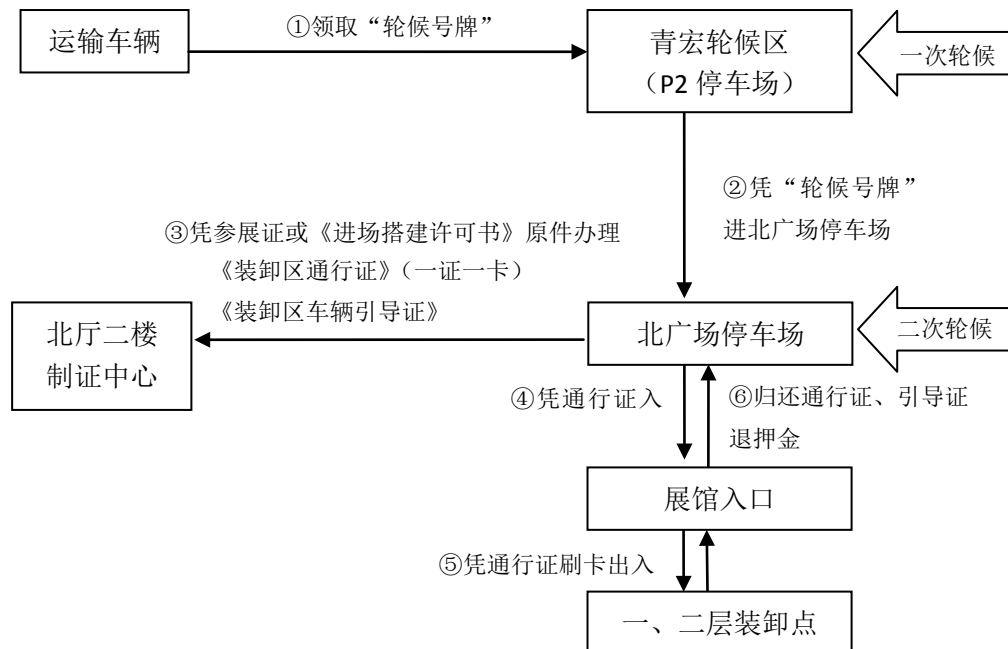 ①领取“轮候号牌”
运输车辆
青宏轮候区
（P2 停车场）
一次轮候
②凭“轮候号牌”
进北广场停车场
③凭参展证或《进场搭建许可书》原件办理
《装卸区通行证》（一证一卡）
《装卸区车辆引导证》
北厅二楼
制证中心
北广场停车场
二次轮候
④凭通行证入
⑥归还通行证、引导证
退押金
展馆入口
⑤凭通行证刷卡出入
一、二层装卸点